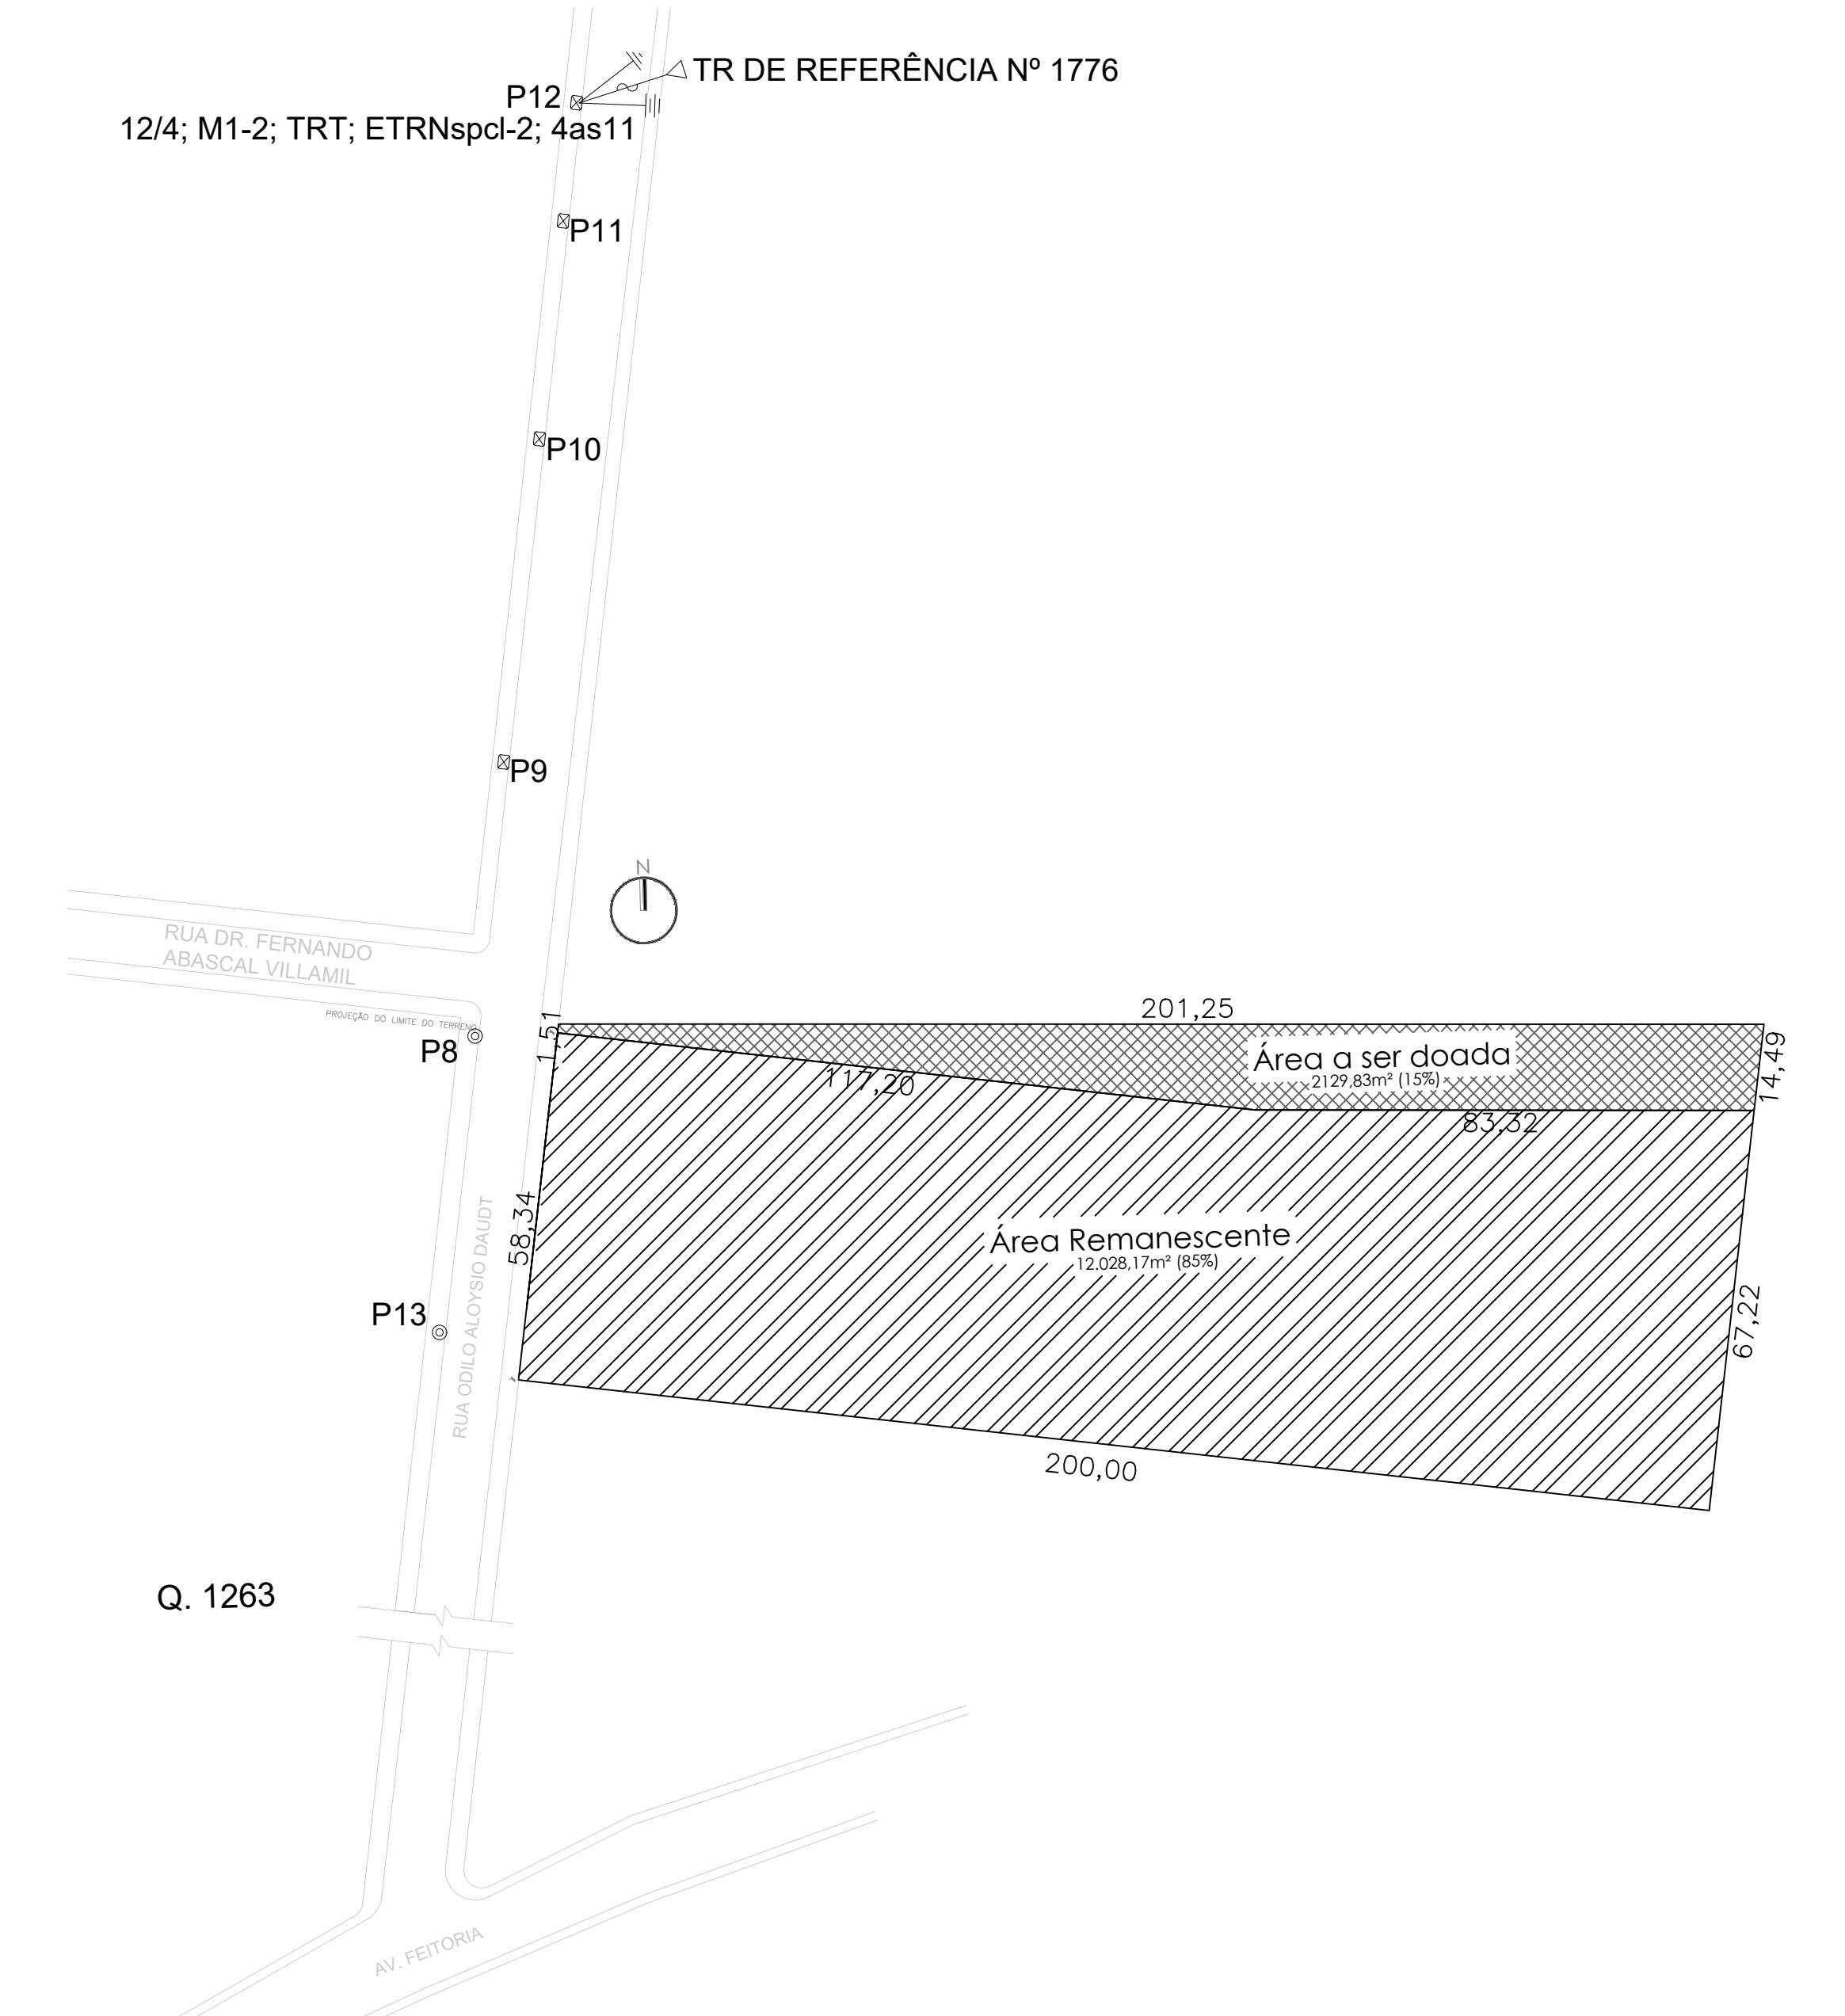 TR DE REFERÊNCIA Nº 1776
P12
12/4; M1-2; TRT; ETRNspcl-2; 4as11
P11
P10
P9
N
RUA DR. FERNANDO
ABASCAL VILLAMIL
PROJEÇÃO DO LIMITE DO TERRENO
P8
1,51
201,25
14,49
Área a ser doada
2129,83m² (15%)
117,20
83,32
58,34
RUA ODILO ALOYSIO DAUDT
Área Remanescente
12.028,17m² (85%)
67,22
P13
200,00
Q. 1263
AV. FEITORIA